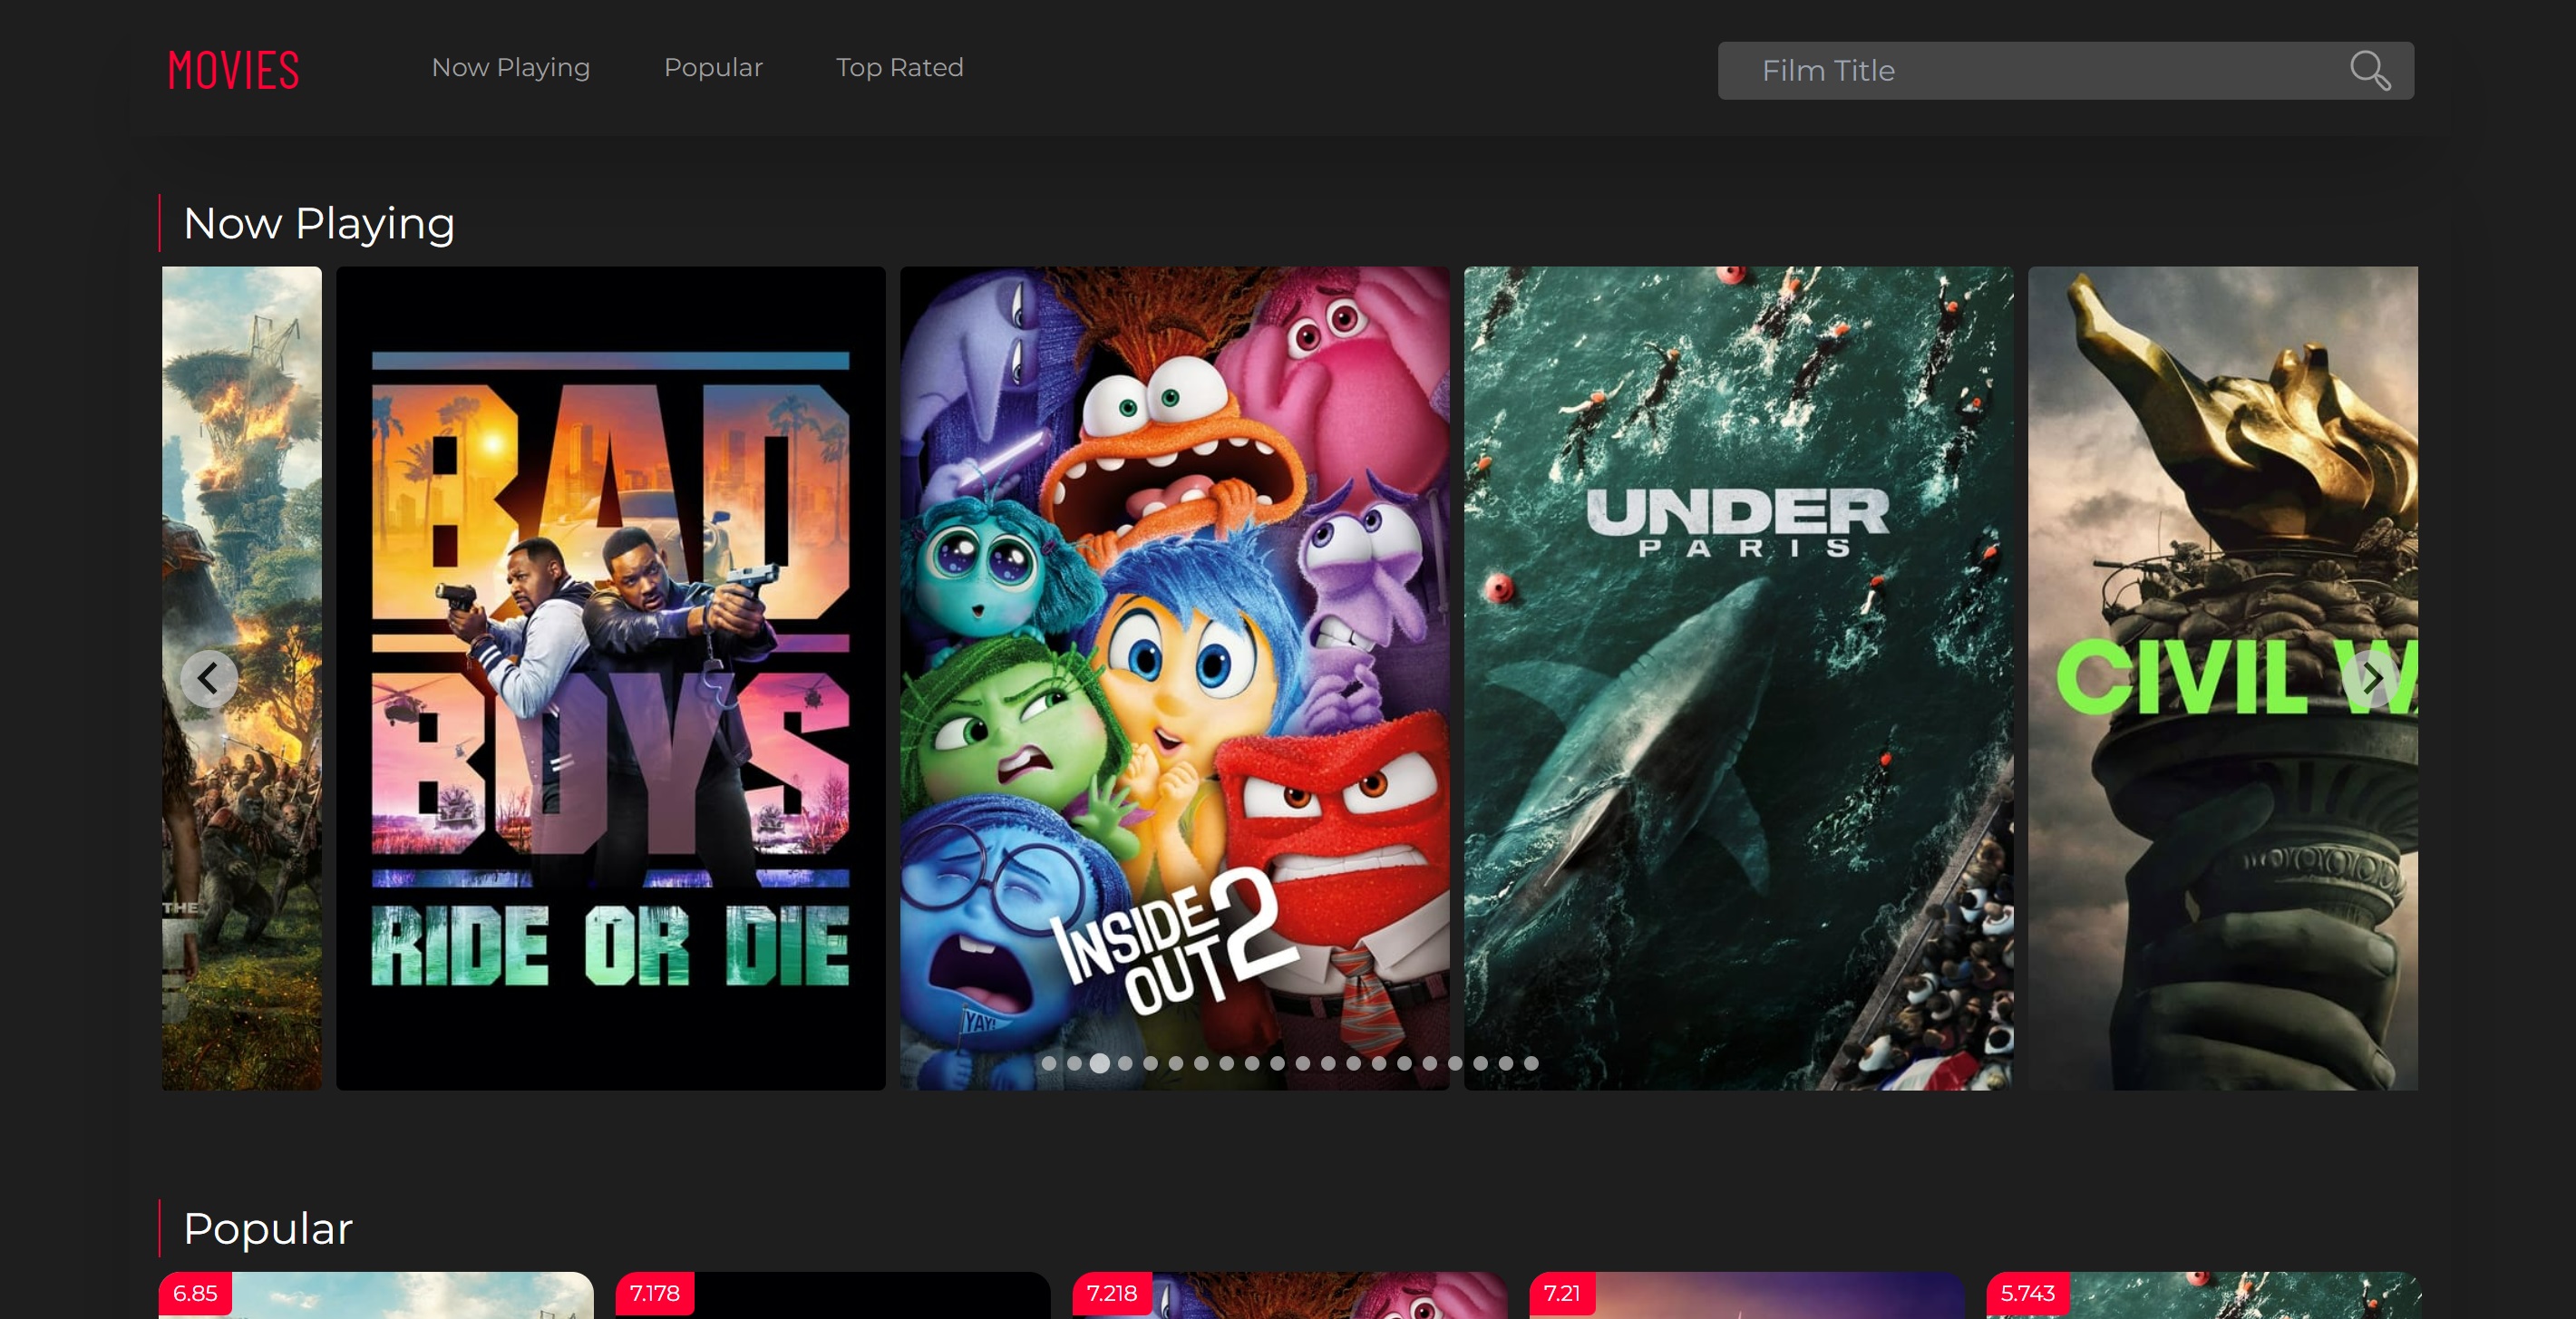 MOVIES
Now Playing
Popular
Top Rated
Film Title
Now Playing
THE
BAD
BOYS
RIDE OR DIE
INSIDE
OUT 2
YAY!
UNDER
PARIS
CIVIL W
Popular
6.85
7.178
7.218
7.21
5.743